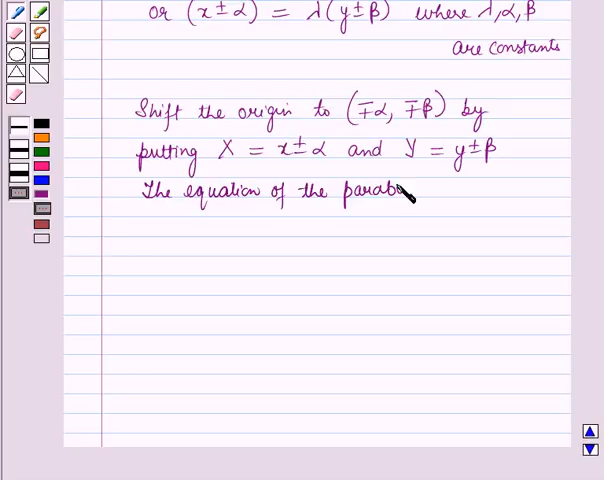 or (x ± α) = λ(y ± β) where λ, α, β
are constants
Shift the origin to (∓α, ∓β) by
putting X = x ± α and Y = y ± β
The equation of the parab